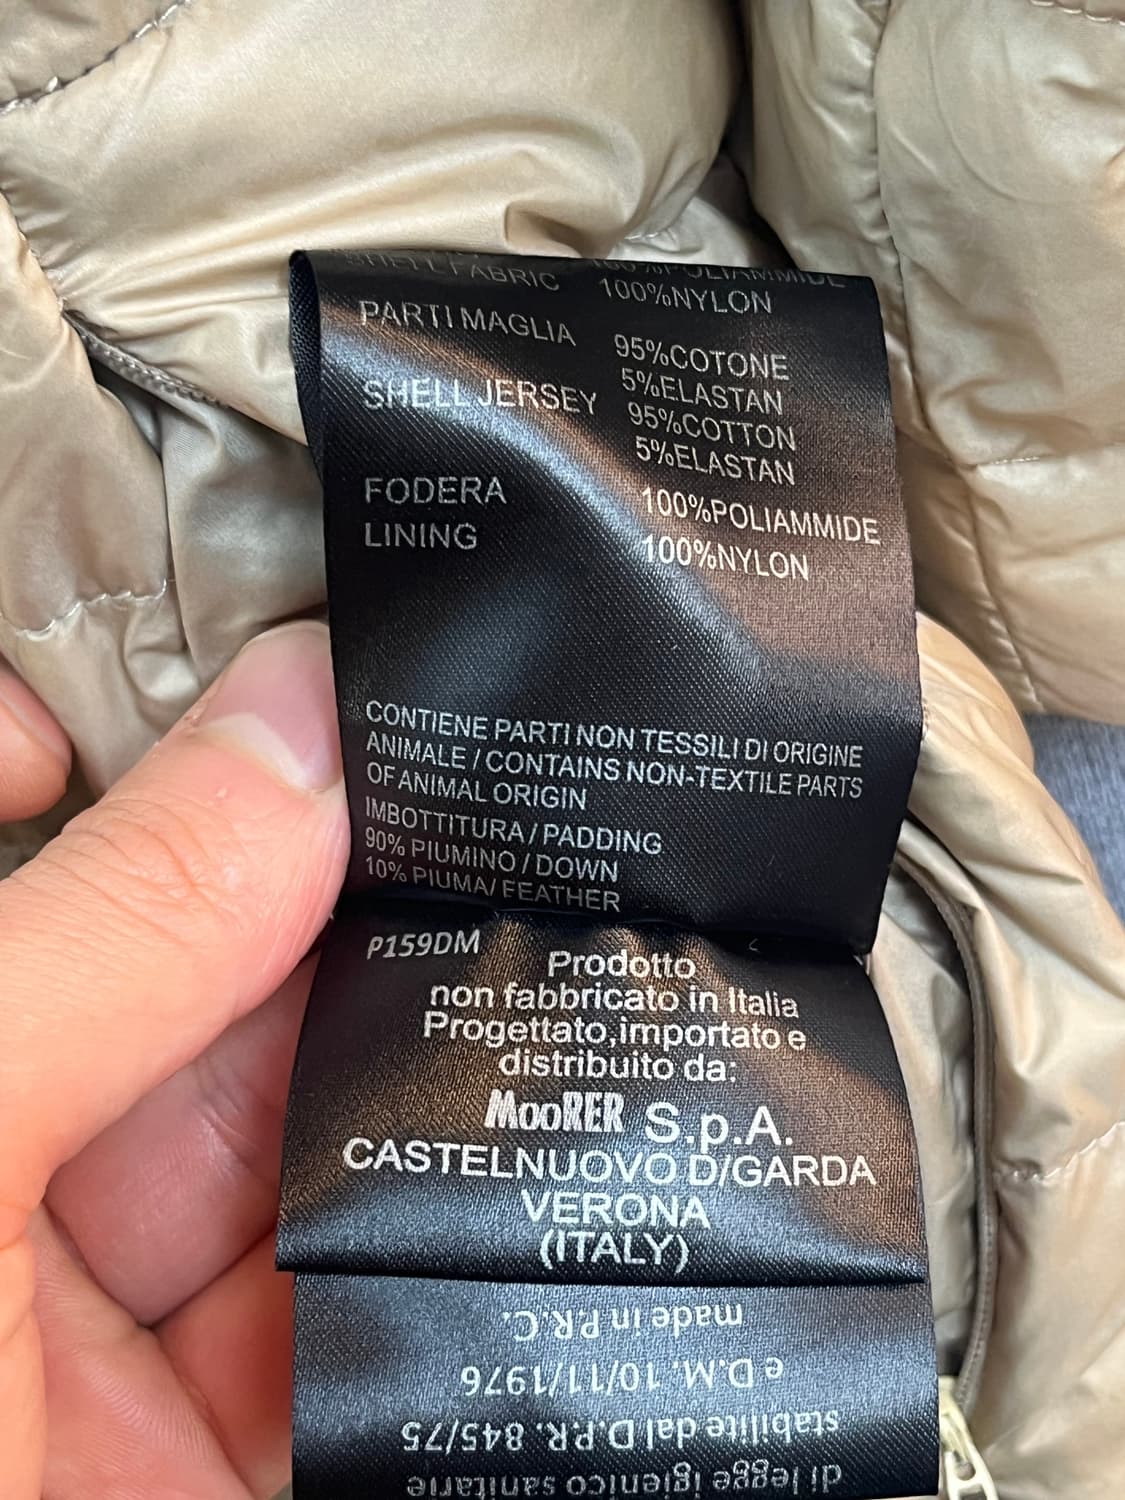 SHELL FABRIC 100%POLIAMMIDE
100%NYLON
PARTI MAGLIA 95%COTONE
5%ELASTAN
SHELL JERSEY 95%COTTON
5%ELASTAN
FODERA 100%POLIAMMIDE
LINING 100%NYLON
CONTIENE PARTI NON TESSILI DI ORIGINE
ANIMALE / CONTAINS NON-TEXTILE PARTS
OF ANIMAL ORIGIN
IMBOTTITURA / PADDING
90% PIUMINO / DOWN
10% PIUMA/ FEATHER
P159DM
Prodotto
non fabbricato in Italia
Progettato,importato e
distribuito da:
MooRER S.p.A.
CASTELNUOVO D/GARDA
VERONA
(ITALY)
di legge igienico sanitarie
stabilite dal D.P.R. 845/75
e D.M. 10/11/1976
made in P.R.C.